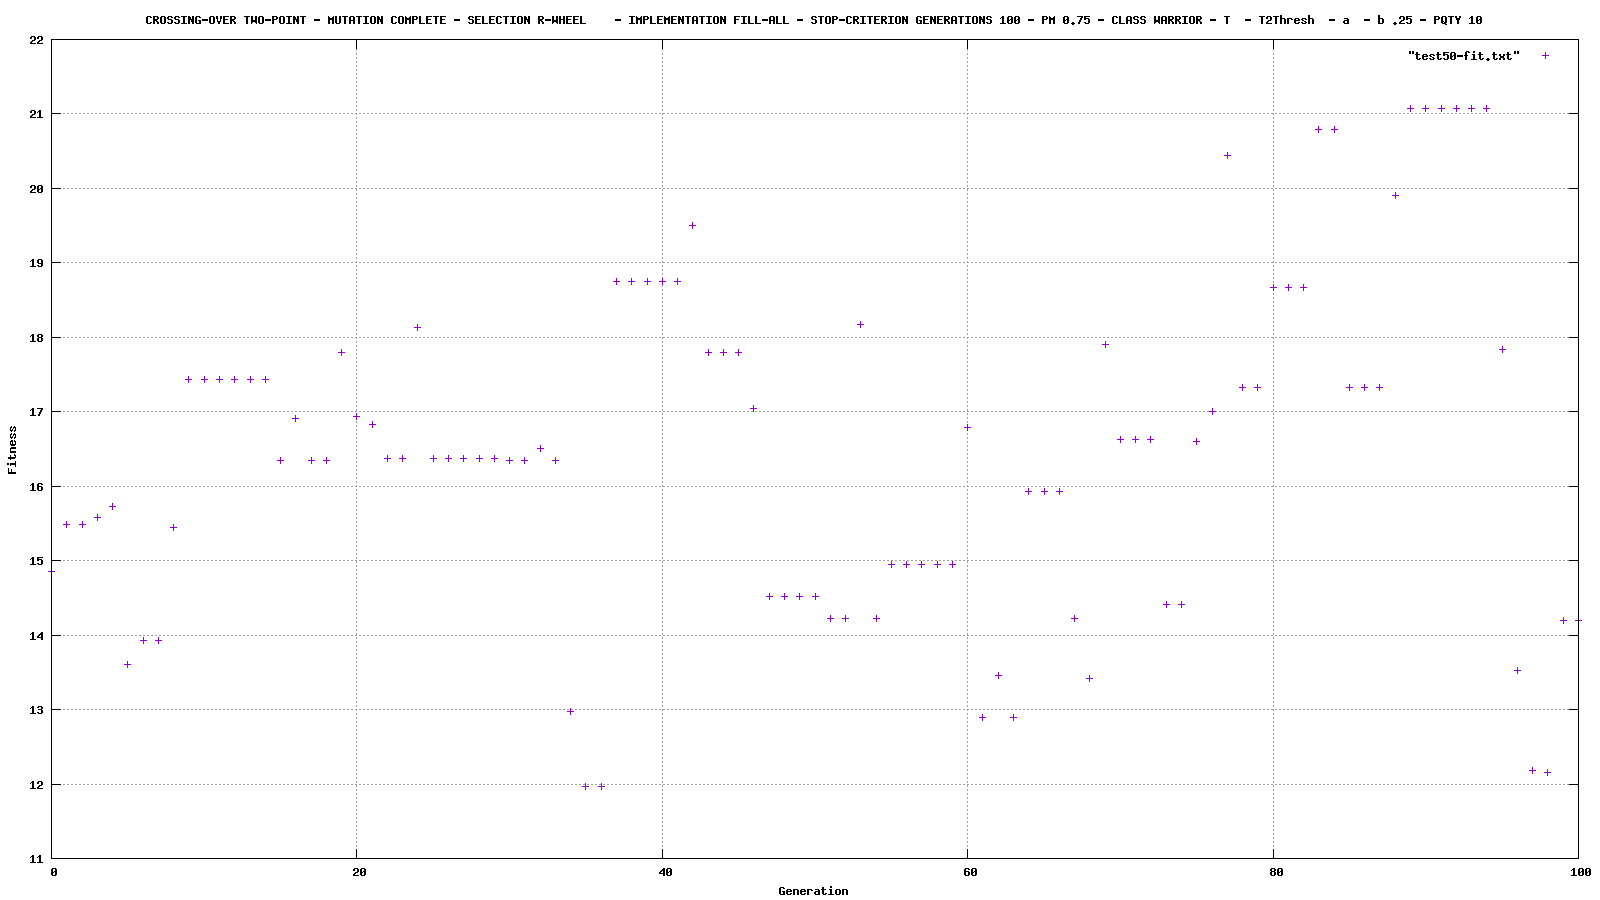 CROSSING-OVER TWO-POINT - MUTATION COMPLETE - SELECTION R-WHEEL    - IMPLEMENTATION FILL-ALL - STOP-CRITERION GENERATIONS 100 - PM 0.75 - CLASS WARRIOR - T  - T2Thresh  - a  - b .25 - PQTY 10
"test50-fit.txt"
22
21
20
19
18
17
16
15
14
13
12
11
Fitness
0 20 40 60 80 100
Generation